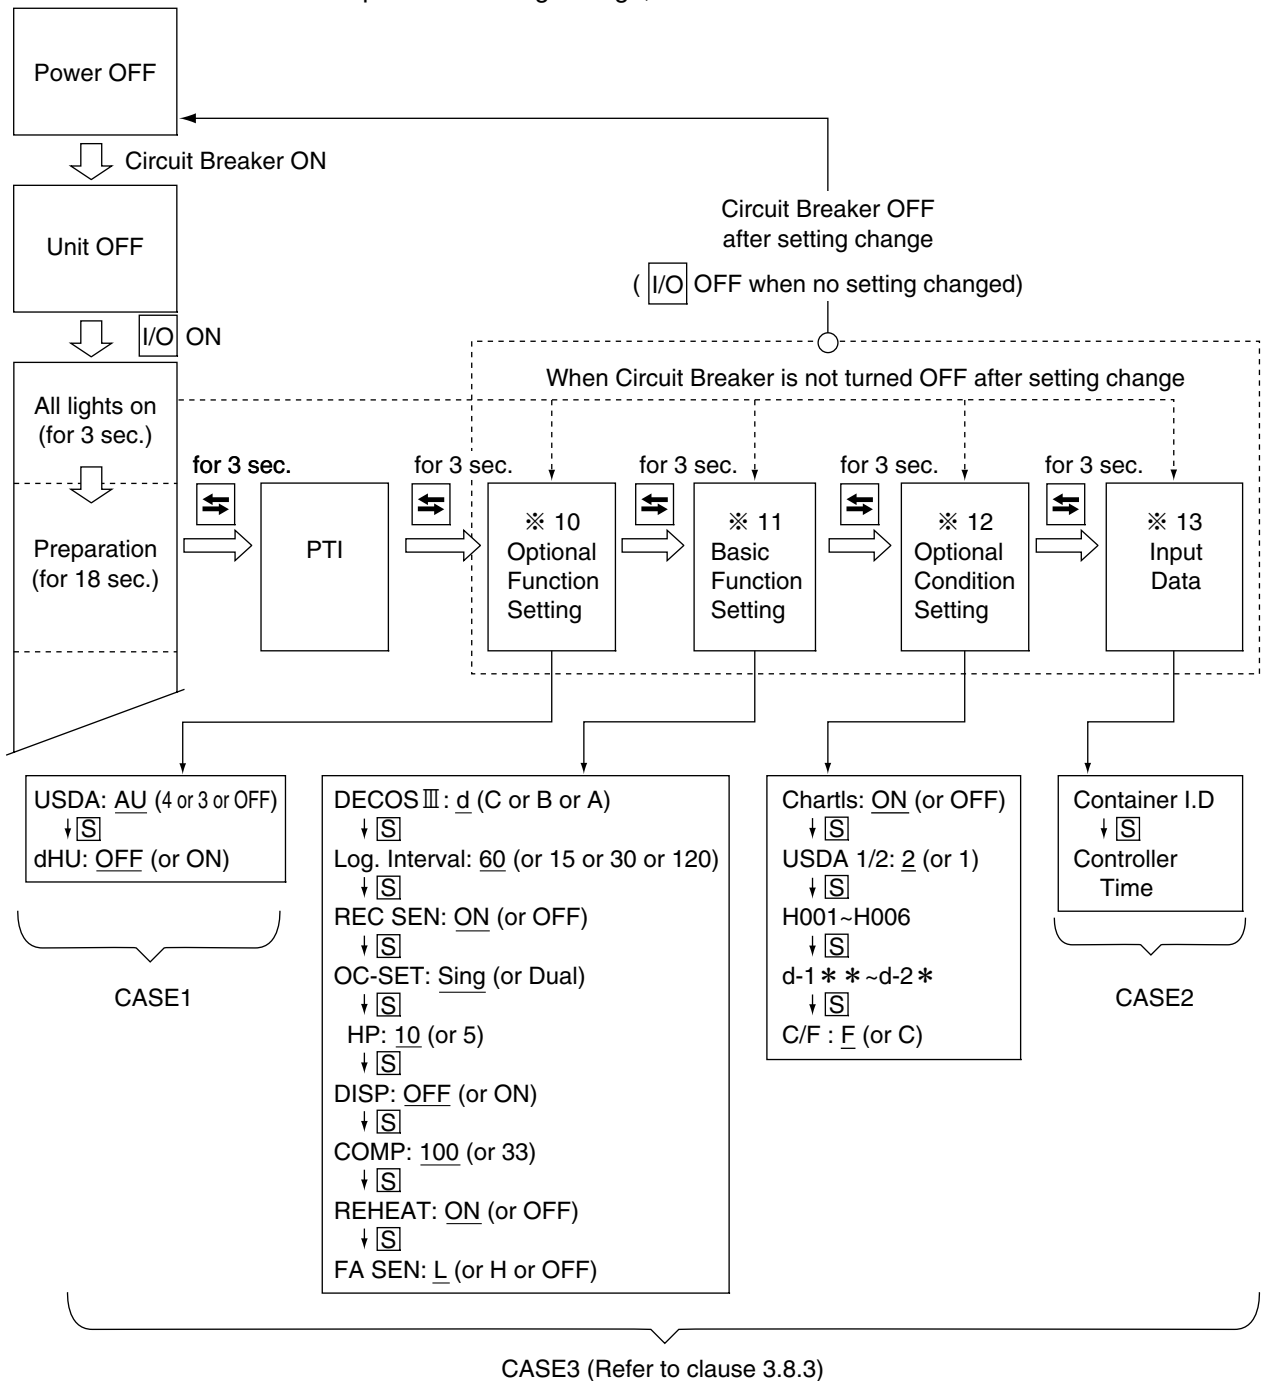 Power OFF
Circuit Breaker ON
Unit OFF
Circuit Breaker OFF
after setting change
( I/O OFF when no setting changed)
I/O ON
When Circuit Breaker is not turned OFF after setting change
All lights on
(for 3 sec.)
for 3 sec.
for 3 sec.
for 3 sec.
for 3 sec.
for 3 sec.
Preparation
(for 18 sec.)
PTI
※ 10
Optional
Function
Setting
※ 11
Basic
Function
Setting
※ 12
Optional
Condition
Setting
※ 13
Input
Data
USDA: AU (4 or 3 or OFF)
S
dHU: OFF (or ON)
CASE1
DECOSⅢ: d (C or B or A)
S
Log. Interval: 60 (or 15 or 30 or 120)
S
REC SEN: ON (or OFF)
S
OC-SET: Sing (or Dual)
S
HP: 10 (or 5)
S
DISP: OFF (or ON)
S
COMP: 100 (or 33)
S
REHEAT: ON (or OFF)
S
FA SEN: L (or H or OFF)
Chartls: ON (or OFF)
S
USDA 1/2: 2 (or 1)
S
H001~H006
S
d-1＊＊~d-2＊
S
C/F : F (or C)
Container I.D
S
Controller
Time
CASE2
CASE3 (Refer to clause 3.8.3)